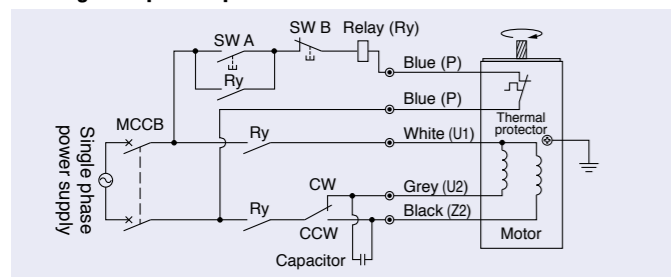 SW A
SW B
Relay (Ry)
Ry
Blue (P)
Blue (P)
Thermal
protector
MCCB
Ry
White (U1)
Single phase
power supply
CW
Grey (U2)
Ry
Black (Z2)
CCW
Motor
Capacitor